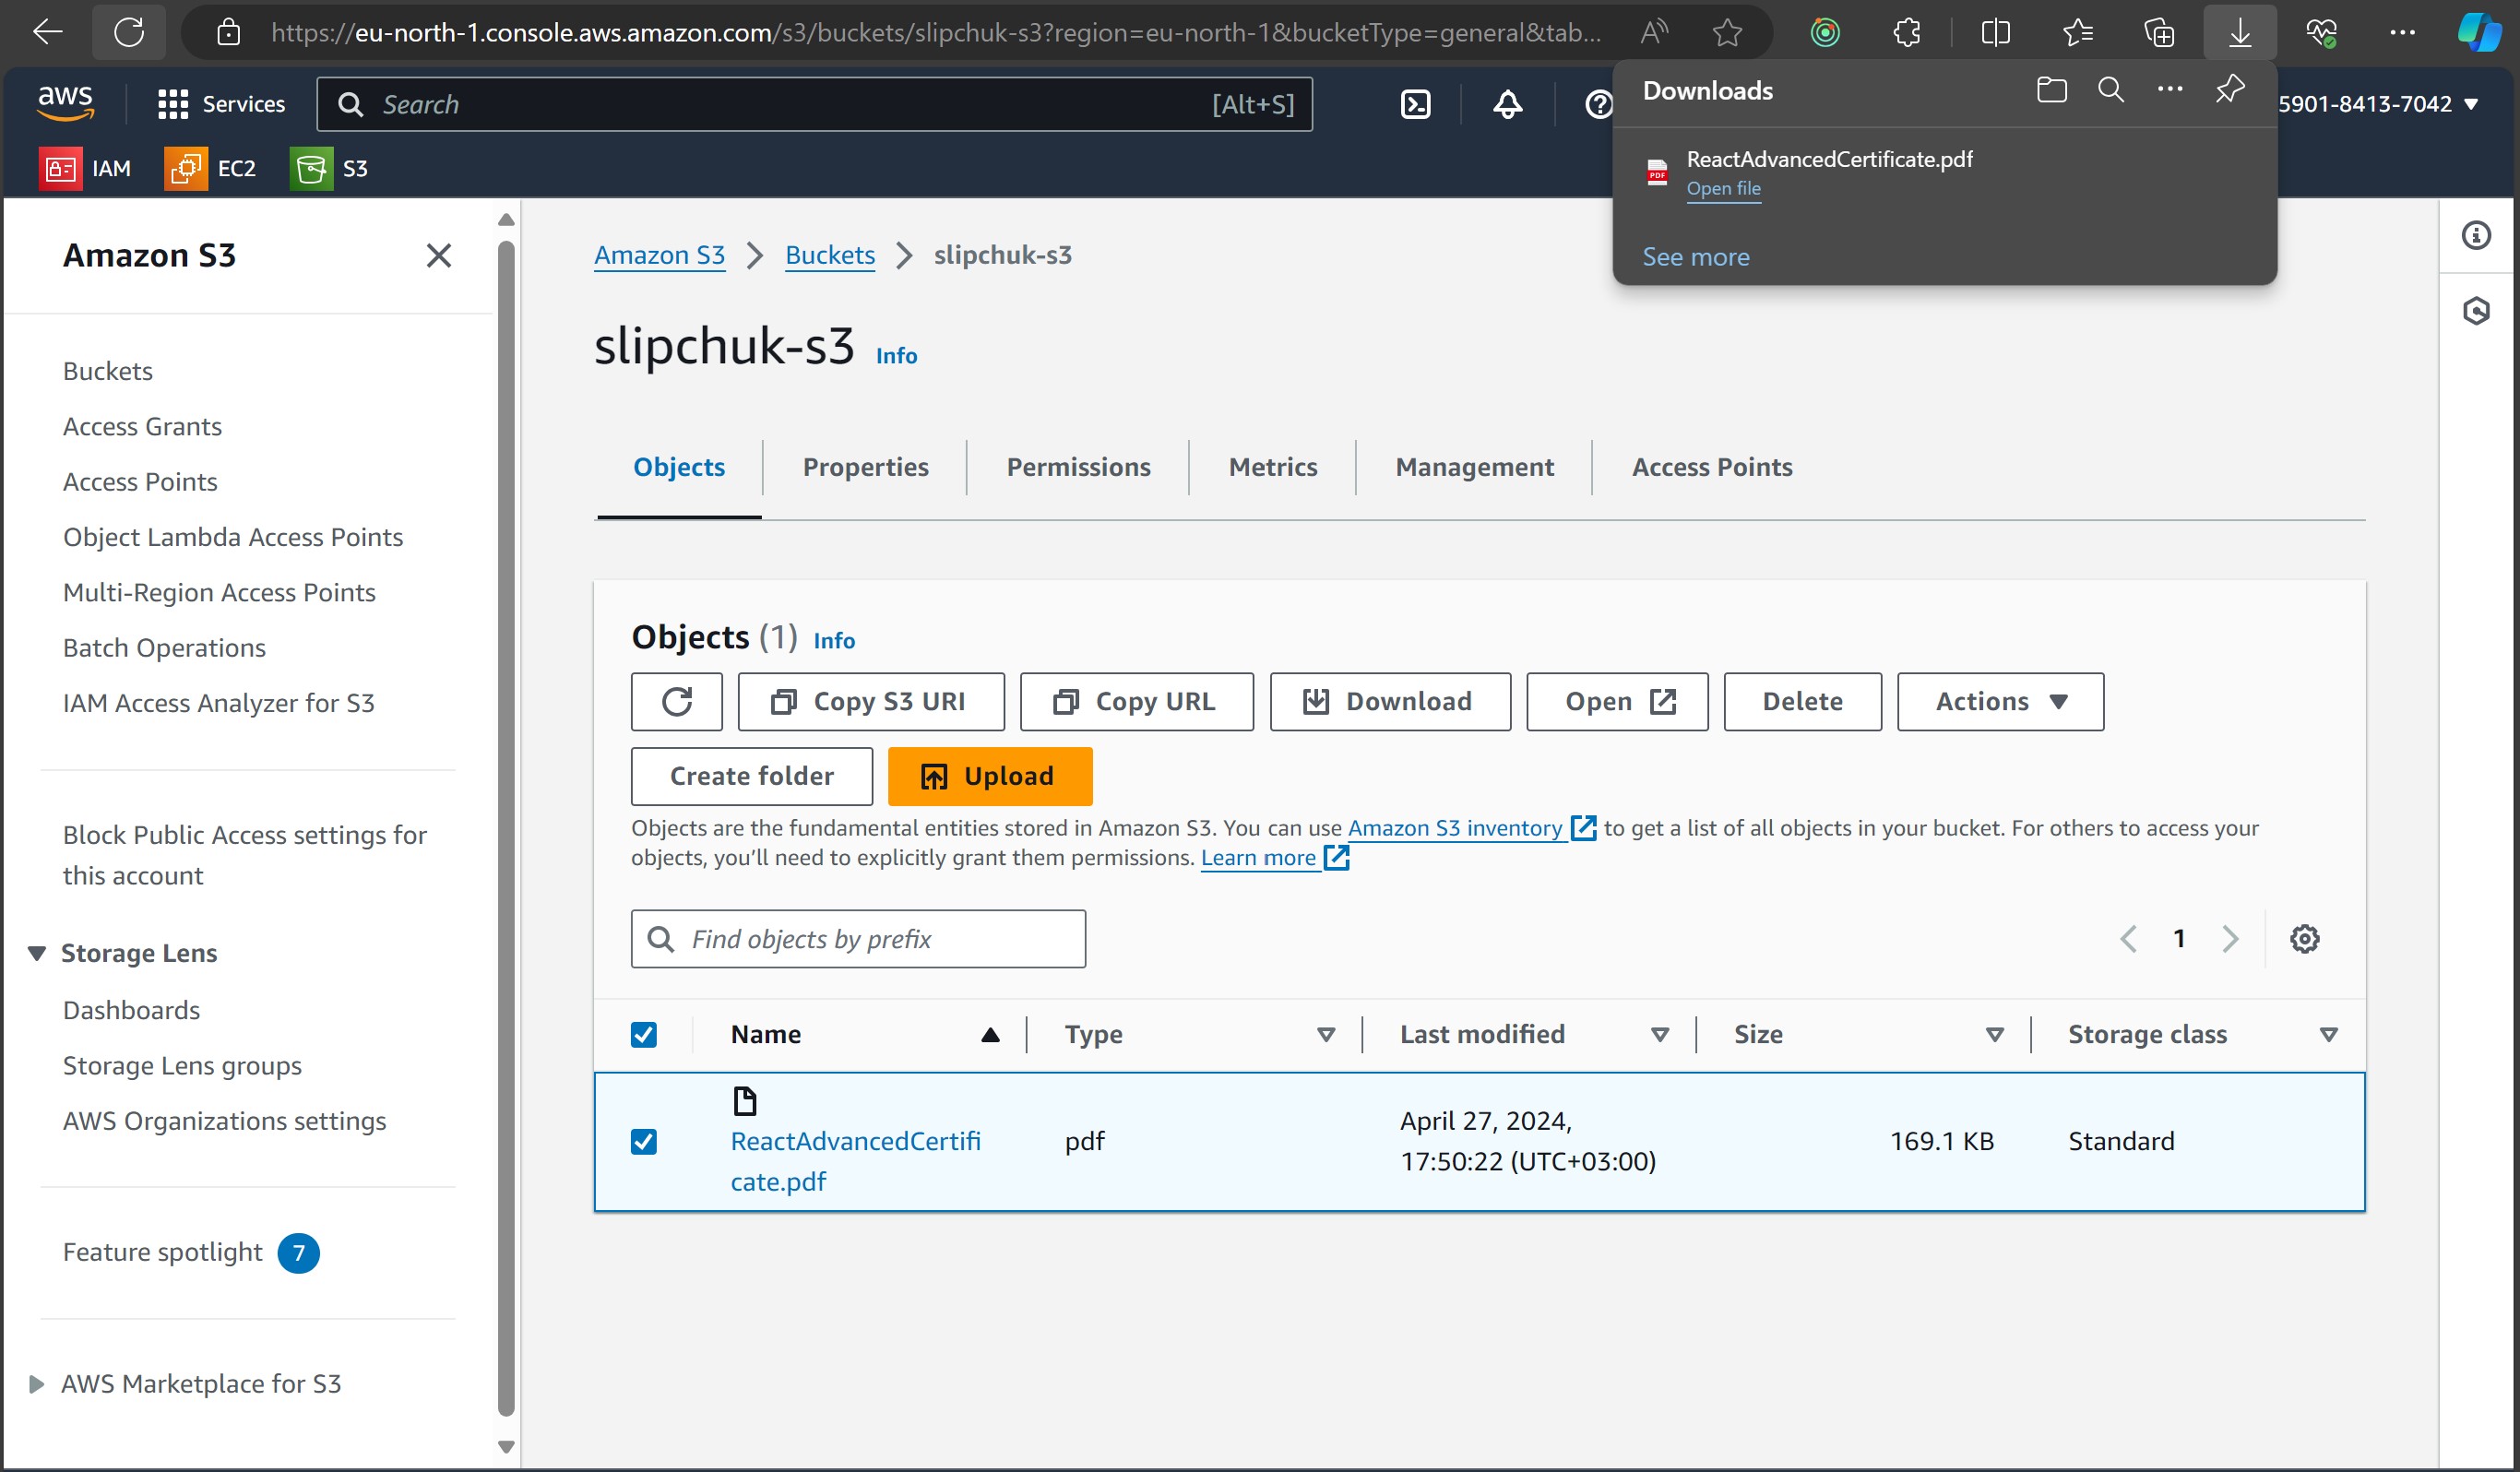 https://eu-north-1.console.aws.amazon.com/s3/buckets/slipchuk-s3?region=eu-north-1&bucketType=general&tab...
aws
Services
Search
[Alt+S]
5901-8413-7042
IAM
EC2
S3
Downloads
PDF
ReactAdvancedCertificate.pdf
Open file
See more
Amazon S3
Buckets
Access Grants
Access Points
Object Lambda Access Points
Multi-Region Access Points
Batch Operations
IAM Access Analyzer for S3
Block Public Access settings for
this account
Storage Lens
Dashboards
Storage Lens groups
AWS Organizations settings
Feature spotlight 7
AWS Marketplace for S3
Amazon S3 > Buckets > slipchuk-s3
slipchuk-s3 Info
Objects
Properties
Permissions
Metrics
Management
Access Points
Objects (1) Info
Copy S3 URI
Copy URL
Download
Open
Delete
Actions
Create folder
Upload
Objects are the fundamental entities stored in Amazon S3. You can use Amazon S3 inventory to get a list of all objects in your bucket. For others to access your
objects, you’ll need to explicitly grant them permissions. Learn more
Find objects by prefix
1
Name
Type
Last modified
Size
Storage class
ReactAdvancedCertifi
cate.pdf
pdf
April 27, 2024,
17:50:22 (UTC+03:00)
169.1 KB
Standard